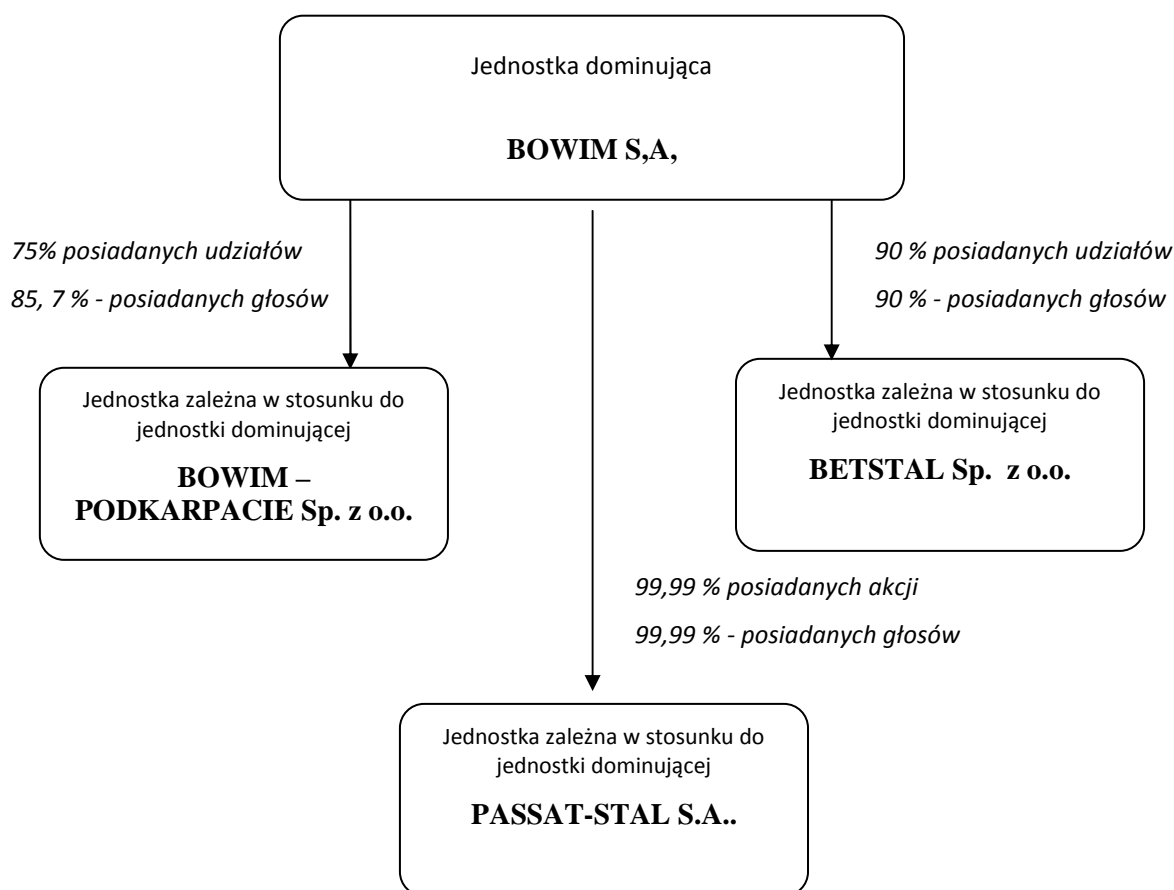 Jednostka dominująca
BOWIM S,A,
75% posiadanych udziałów
85, 7 % - posiadanych głosów
90 % posiadanych udziałów
90 % - posiadanych głosów
Jednostka zależna w stosunku do
jednostki dominującej
BOWIM –
PODKARPACIE Sp. z o.o.
Jednostka zależna w stosunku do
jednostki dominującej
BETSTAL Sp. z o.o.
99,99 % posiadanych akcji
99,99 % - posiadanych głosów
Jednostka zależna w stosunku do
jednostki dominującej
PASSAT-STAL S.A..